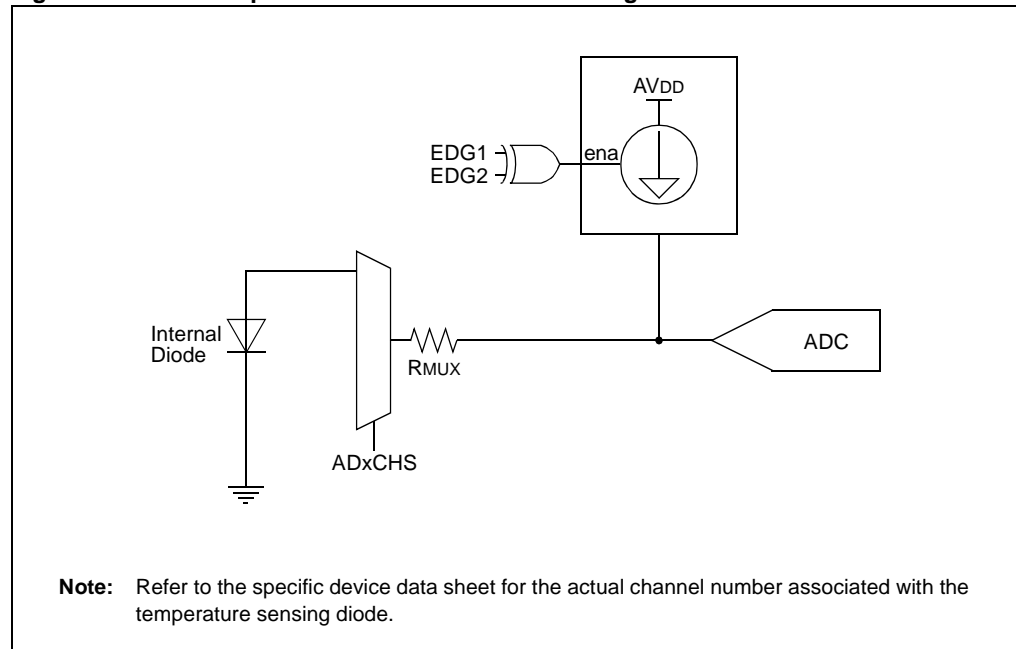 AVDD
EDG1
EDG2
ena
Internal
Diode
RMUX
ADC
ADxCHS
Note: Refer to the specific device data sheet for the actual channel number associated with the
temperature sensing diode.